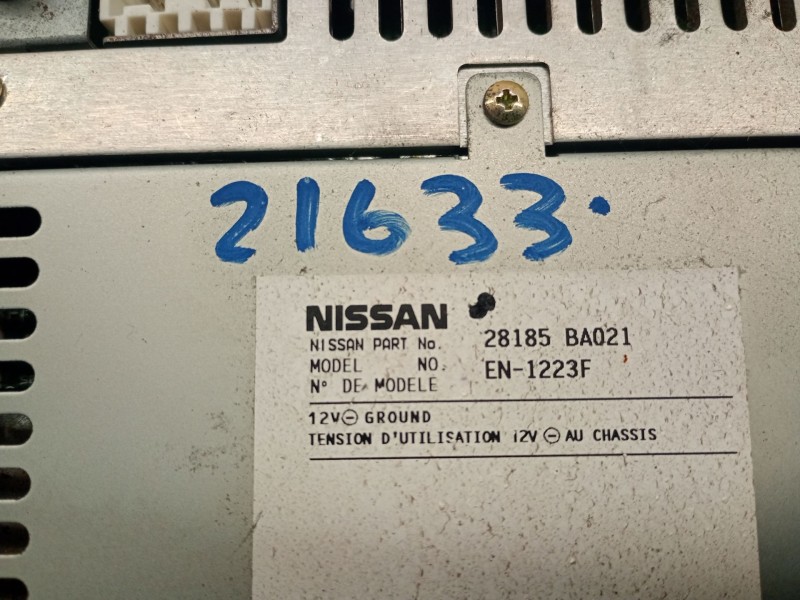 21633.
NISSAN
NISSAN PART No. 28185 BA021
MODEL NO. EN-1223F
N° DE MODELE
12V⊖ GROUND
TENSION D'UTILISATION 12V ⊖ AU CHASSIS